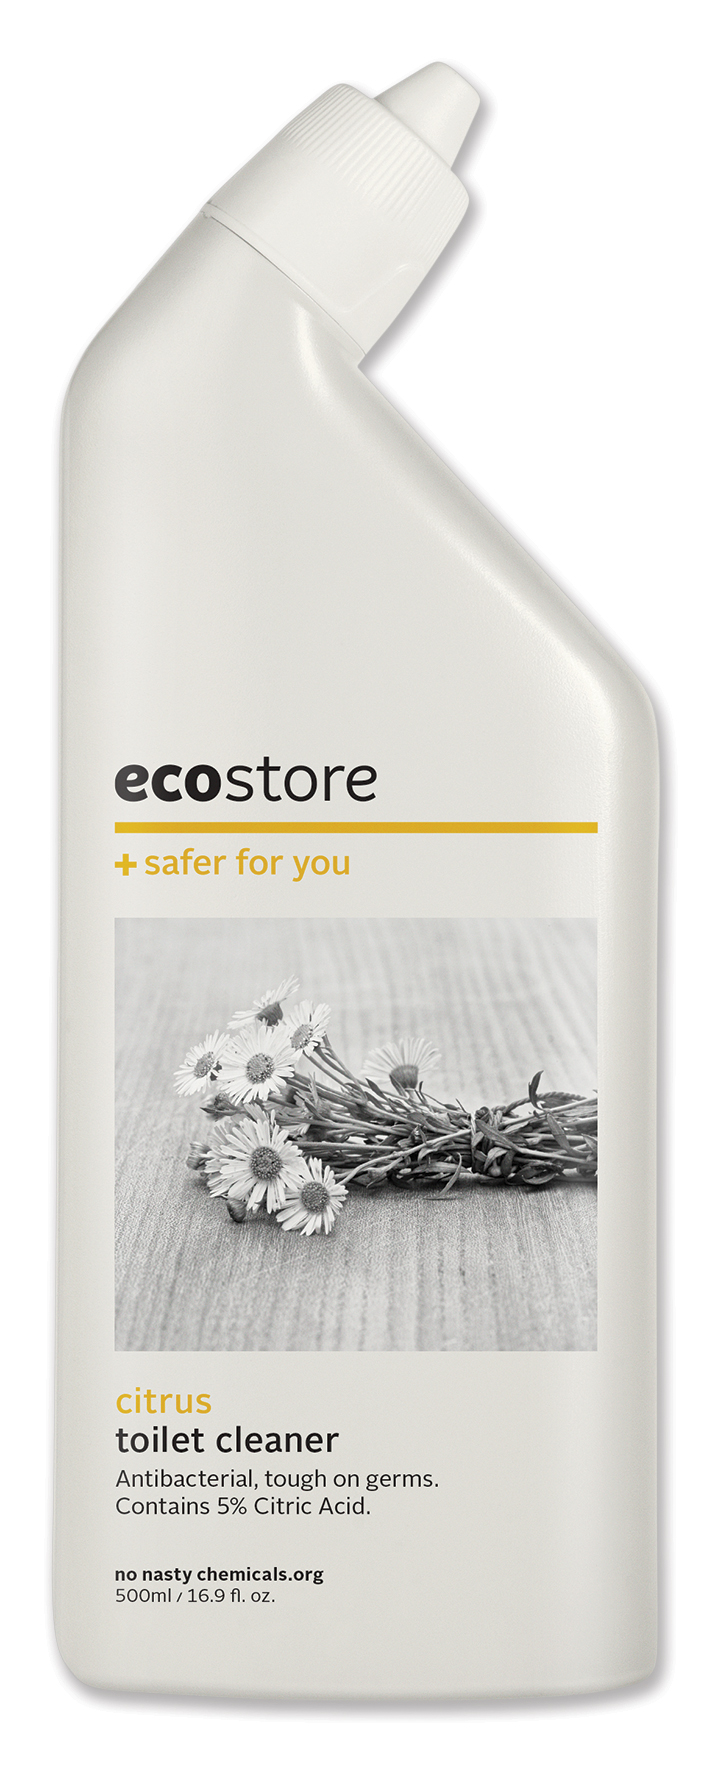 ecostore
+ safer for you
citrus
toilet cleaner
Antibacterial, tough on germs.
Contains 5% Citric Acid.
no nasty chemicals.org
500ml / 16.9 fl. oz.